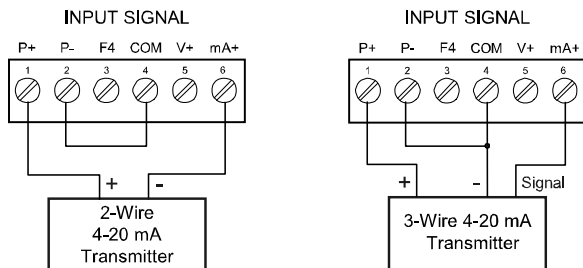 INPUT SIGNAL
P+ P- F4 COM V+ mA+
1 2 3 4 5 6
+ -
2-Wire
4-20 mA
Transmitter
INPUT SIGNAL
P+ P- F4 COM V+ mA+
1 2 3 4 5 6
+ - Signal
3-Wire 4-20 mA
Transmitter